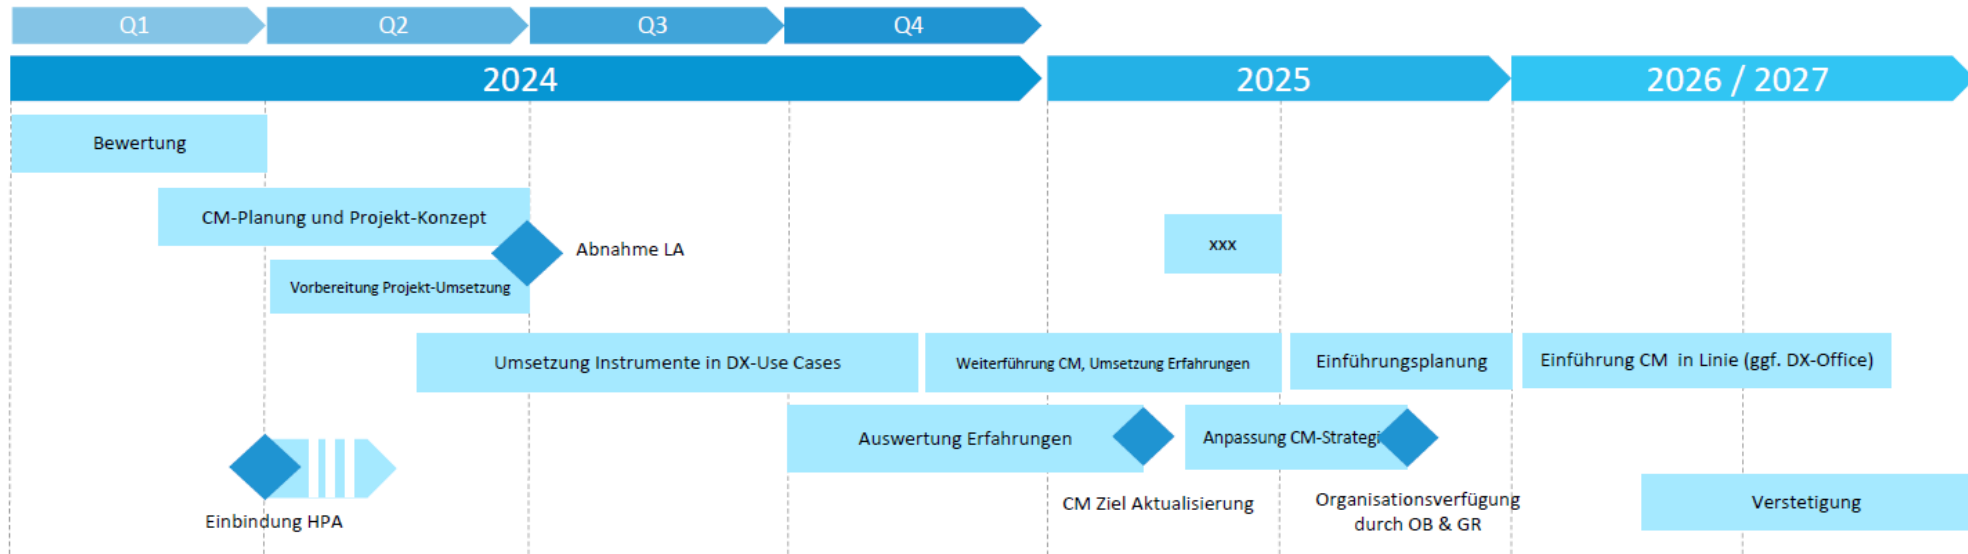 Q1
Q2
Q3
Q4
2024
2025
2026 / 2027
Bewertung
CM-Planung und Projekt-Konzept
Abnahme LA
xxx
Vorbereitung Projekt-Umsetzung
Umsetzung Instrumente in DX-Use Cases
Weiterführung CM, Umsetzung Erfahrungen
Einführungsplanung
Einführung CM in Linie (ggf. DX-Office)
Auswertung Erfahrungen
Anpassung CM-Strategi
Einbindung HPA
CM Ziel Aktualisierung
Organisationsverfügung
durch OB & GR
Verstetigung